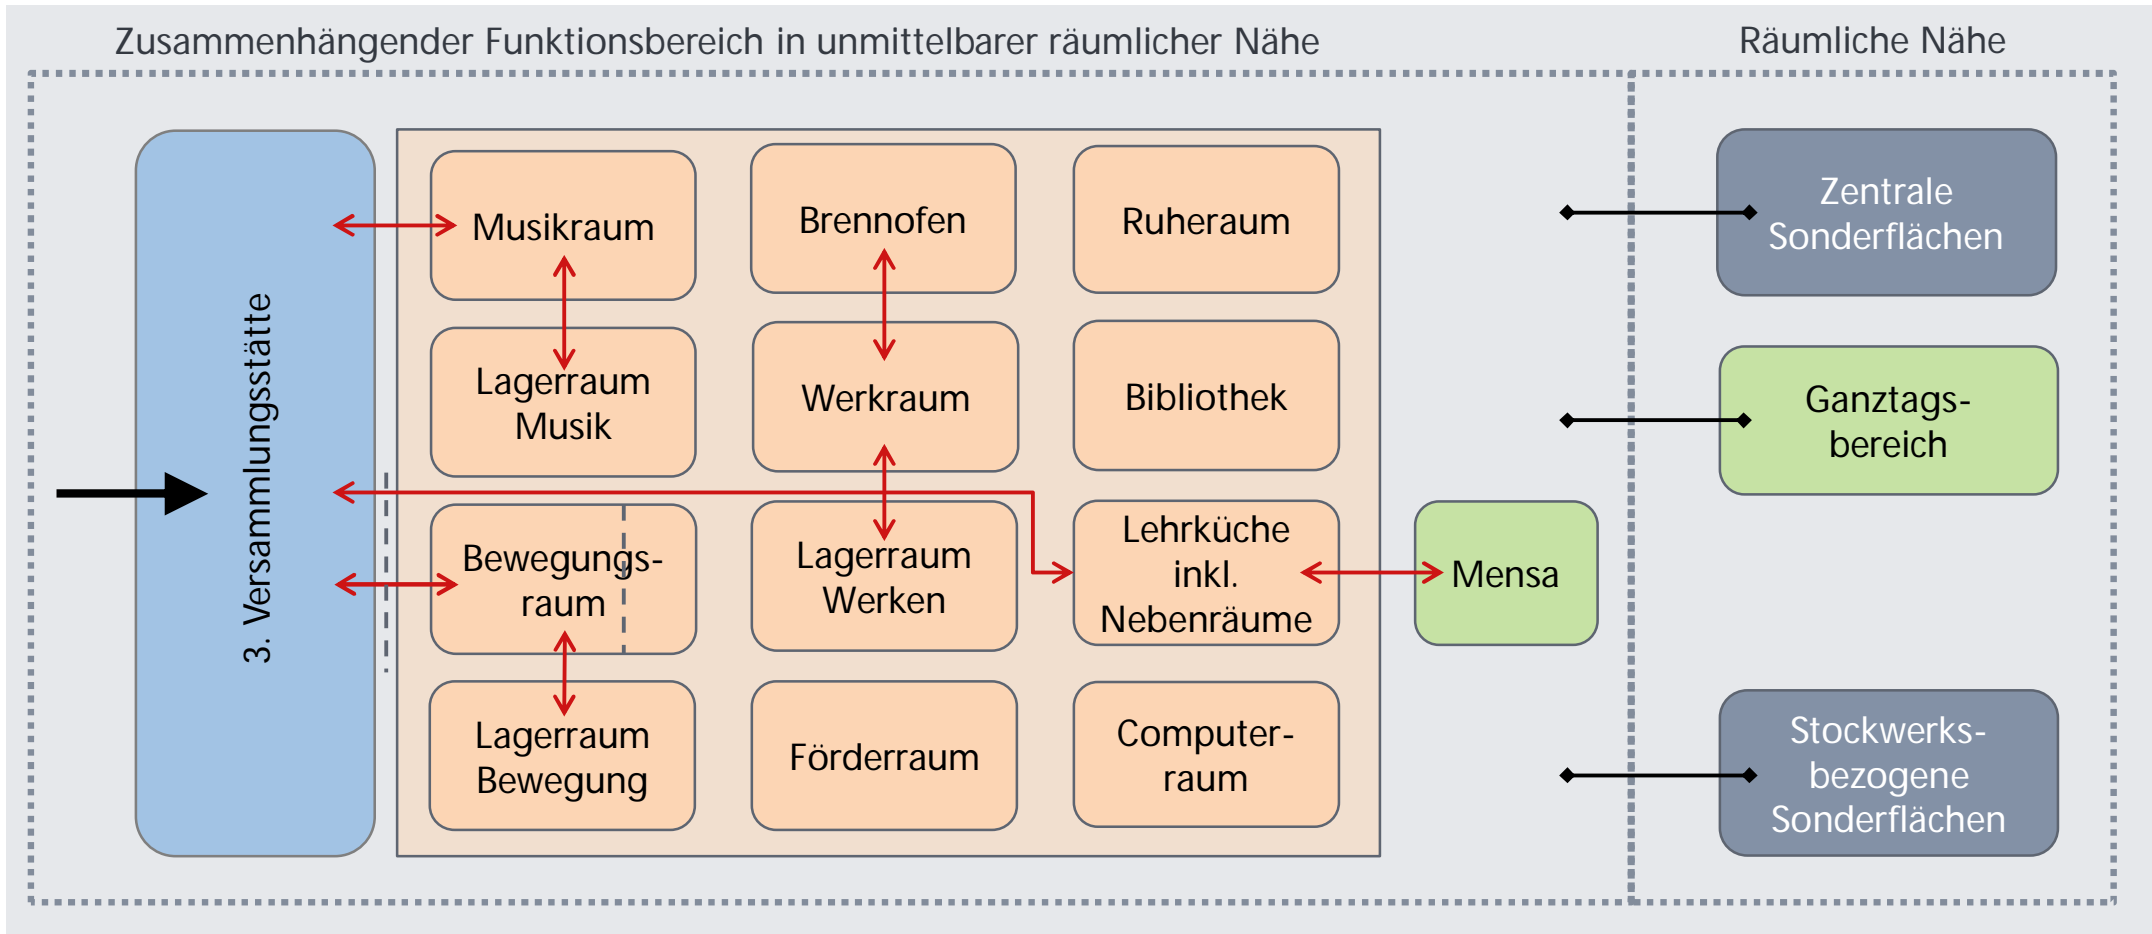 Zusammenhängender Funktionsbereich in unmittelbarer räumlicher Nähe
Räumliche Nähe
3. Versammlungsstätte
Musikraum
Brennofen
Ruheraum
Lagerraum
Musik
Werkraum
Bibliothek
Bewegungs-
raum
Lagerraum
Werken
Lehrküche
inkl.
Nebenräume
Mensa
Lagerraum
Bewegung
Förderraum
Computer-
raum
Zentrale
Sonderflächen
Ganztags-
bereich
Stockwerks-
bezogene
Sonderflächen